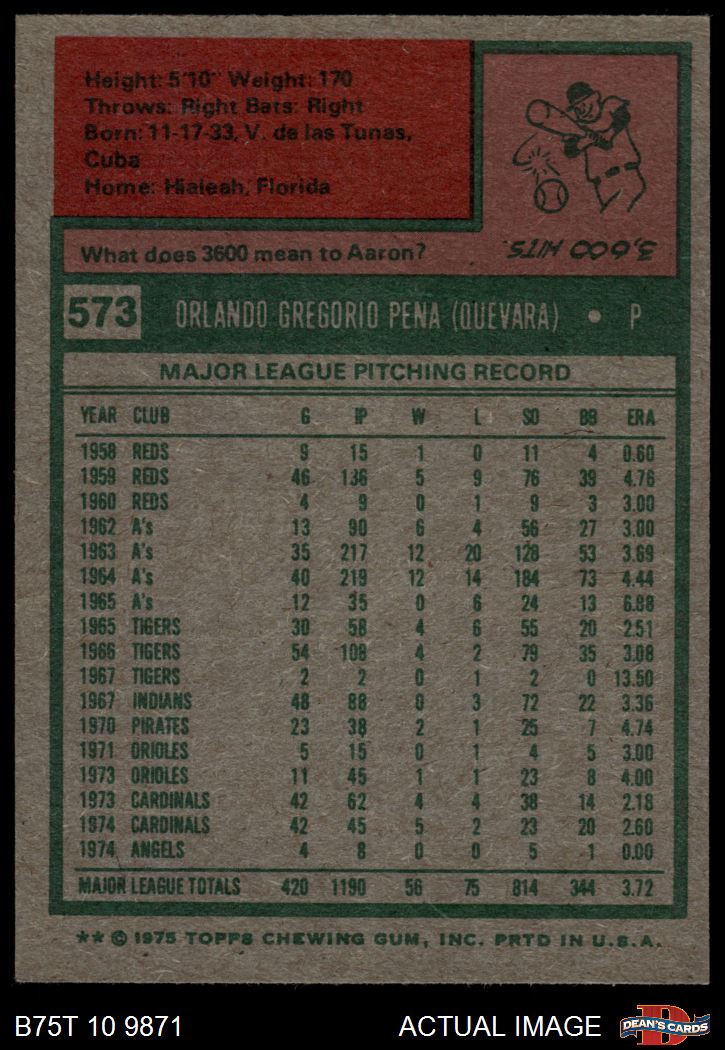 Height: 5'10" Weight: 170
Throws: Right Bats: Right
Born: 11-17-33, V. de las Tunas,
Cuba
Home: Hialeah, Florida
What does 3600 mean to Aaron?
3,600 HITS.
573 ORLANDO GREGORIO PENA (QUEVARA) • P
MAJOR LEAGUE PITCHING RECORD
YEAR CLUB G IP W L SO BB ERA
1958 REDS 9 15 1 0 11 4 0.60
1959 REDS 46 136 5 9 76 39 4.76
1960 REDS 4 9 0 1 9 3 3.00
1962 A's 13 90 6 4 56 27 3.00
1963 A's 35 217 12 20 128 53 3.69
1964 A's 40 219 12 14 184 73 4.44
1965 A's 12 35 0 6 24 13 6.88
1965 TIGERS 30 58 4 6 55 20 2.51
1966 TIGERS 54 108 4 2 79 35 3.08
1967 TIGERS 2 2 0 1 2 0 13.50
1967 INDIANS 48 88 0 3 72 22 3.36
1970 PIRATES 23 38 2 1 25 7 4.74
1971 ORIOLES 5 15 0 1 4 5 3.00
1973 ORIOLES 11 45 1 1 23 8 4.00
1973 CARDINALS 42 62 4 4 38 14 2.18
1974 CARDINALS 42 45 5 2 23 20 2.60
1974 ANGELS 4 8 0 0 5 1 0.00
MAJOR LEAGUE TOTALS 420 1190 56 75 814 344 3.72
** © 1975 TOPPS CHEWING GUM, INC. PRTD IN U.S.A.
B75T 10 9871 ACTUAL IMAGE DEAN'S CARDS